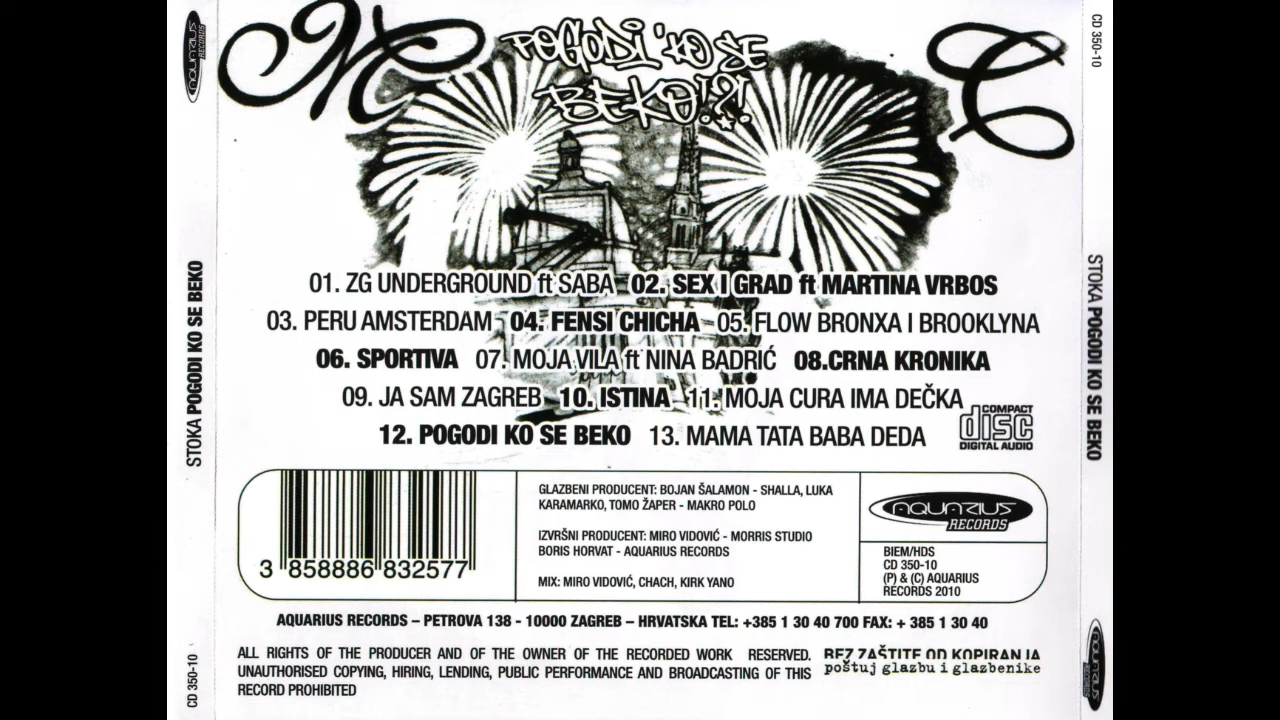 AQUARIUS RECORDS
CD 350-10
MC
POGODI 'KO SE
BEKO!?!
01. ZG UNDERGROUND ft SABA 02. SEX I GRAD ft MARTINA VRBOS
03. PERU AMSTERDAM 04. FENSI CHICHA 05. FLOW BRONXA I BROOKLYNA
06. SPORTIVA 07. MOJA VILA ft NINA BADRIĆ 08.CRNA KRONIKA
09. JA SAM ZAGREB 10. ISTINA 11. MOJA CURA IMA DEČKA
12. POGODI KO SE BEKO 13. MAMA TATA BABA DEDA
COMPACT
disc
DIGITAL AUDIO
STOKA POGODI KO SE BEKO
STOKA POGODI KO SE BEKO
3 858886 832577
GLAZBENI PRODUCENT: BOJAN ŠALAMON - SHALLA, LUKA
KARAMARKO, TOMO ŽAPER - MAKRO POLO
IZVRŠNI PRODUCENT: MIRO VIDOVIĆ - MORRIS STUDIO
BORIS HORVAT - AQUARIUS RECORDS
MIX: MIRO VIDOVIĆ, CHACH, KIRK YANO
AQUARIUS
RECORDS
BIEM/HDS
CD 350-10
(P) & (C) AQUARIUS
RECORDS 2010
AQUARIUS RECORDS – PETROVA 138 - 10000 ZAGREB – HRVATSKA TEL: +385 1 30 40 700 FAX: + 385 1 30 40
ALL RIGHTS OF THE PRODUCER AND OF THE OWNER OF THE RECORDED WORK RESERVED.
UNAUTHORISED COPYING, HIRING, LENDING, PUBLIC PERFORMANCE AND BROADCASTING OF THIS
RECORD PROHIBITED
BEZ ZAŠTITE OD KOPIRANJA
poštuj glazbu i glazbenike
CD 350-10
AQUARIUS RECORDS